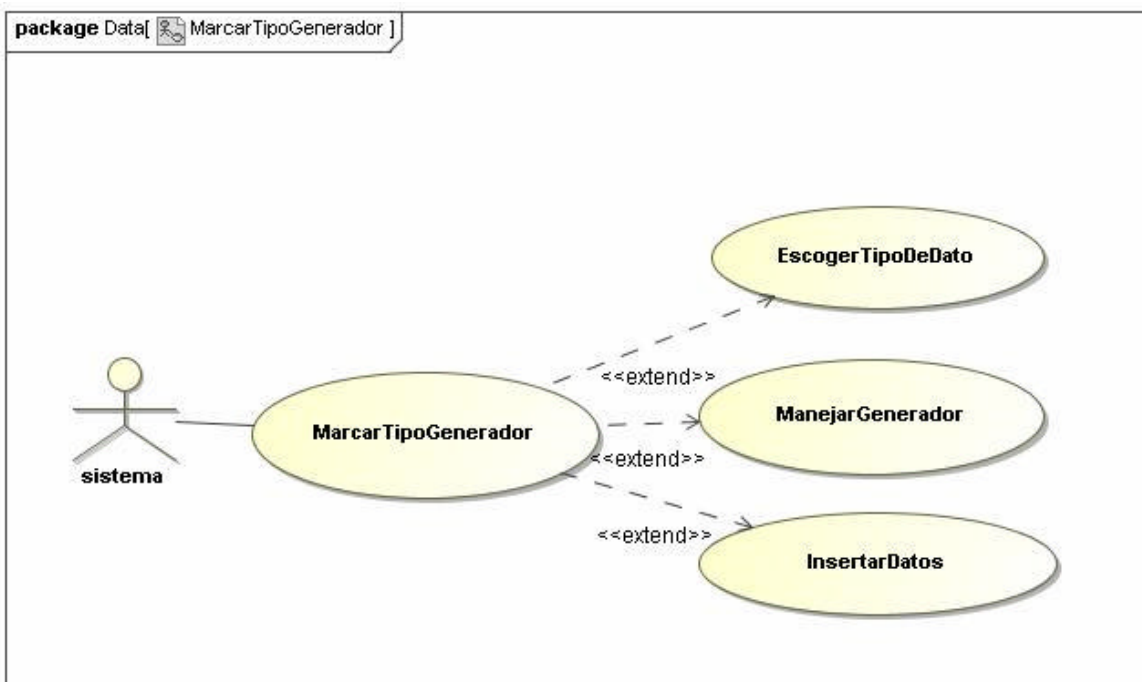 package Data[ MarcarTipoGenerador ]
EscogerTipoDeDato
<<extend>>
ManejarGenerador
MarcarTipoGenerador
<<extend>>
sistema
<<extend>>
InsertarDatos